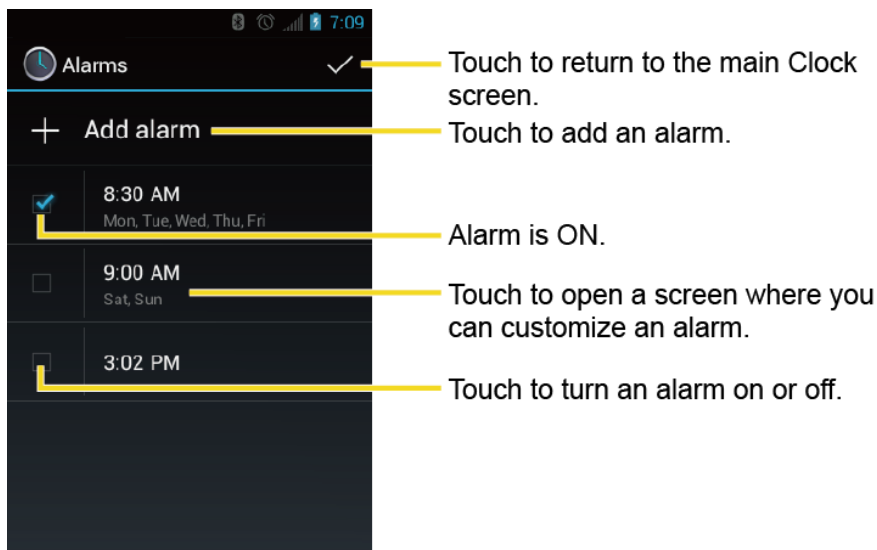 7:09
Alarms
Touch to return to the main Clock
screen.
Add alarm
Touch to add an alarm.
8:30 AM
Mon, Tue, Wed, Thu, Fri
Alarm is ON.
9:00 AM
Sat, Sun
Touch to open a screen where you
can customize an alarm.
3:02 PM
Touch to turn an alarm on or off.